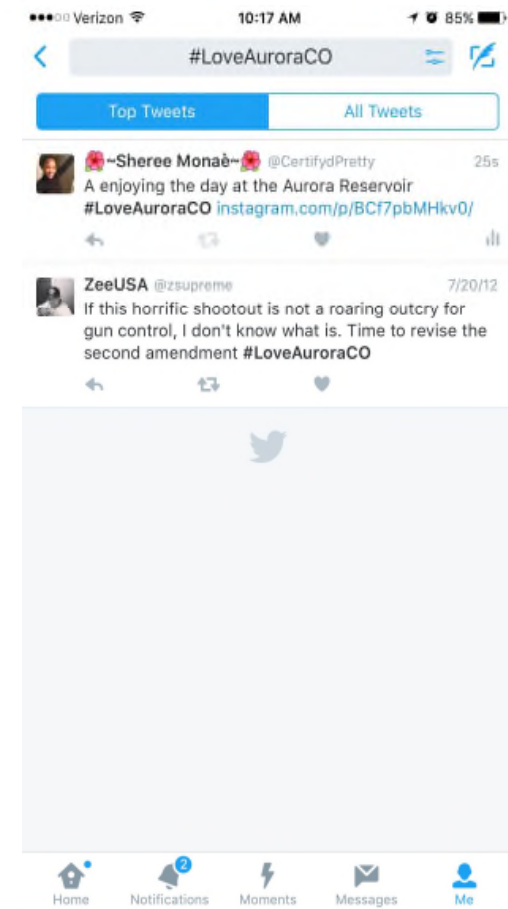 Verizon 10:17 AM 85%
#LoveAuroraCO
Top Tweets All Tweets
~Sheree Monaè~ @CertifydPretty 25s
A enjoying the day at the Aurora Reservoir
#LoveAuroraCO instagram.com/p/BCf7pbMHkv0/
ZeeUSA @zsupreme 7/20/12
If this horrific shootout is not a roaring outcry for
gun control, I don't know what is. Time to revise the
second amendment #LoveAuroraCO
2
Home Notifications Moments Messages Me